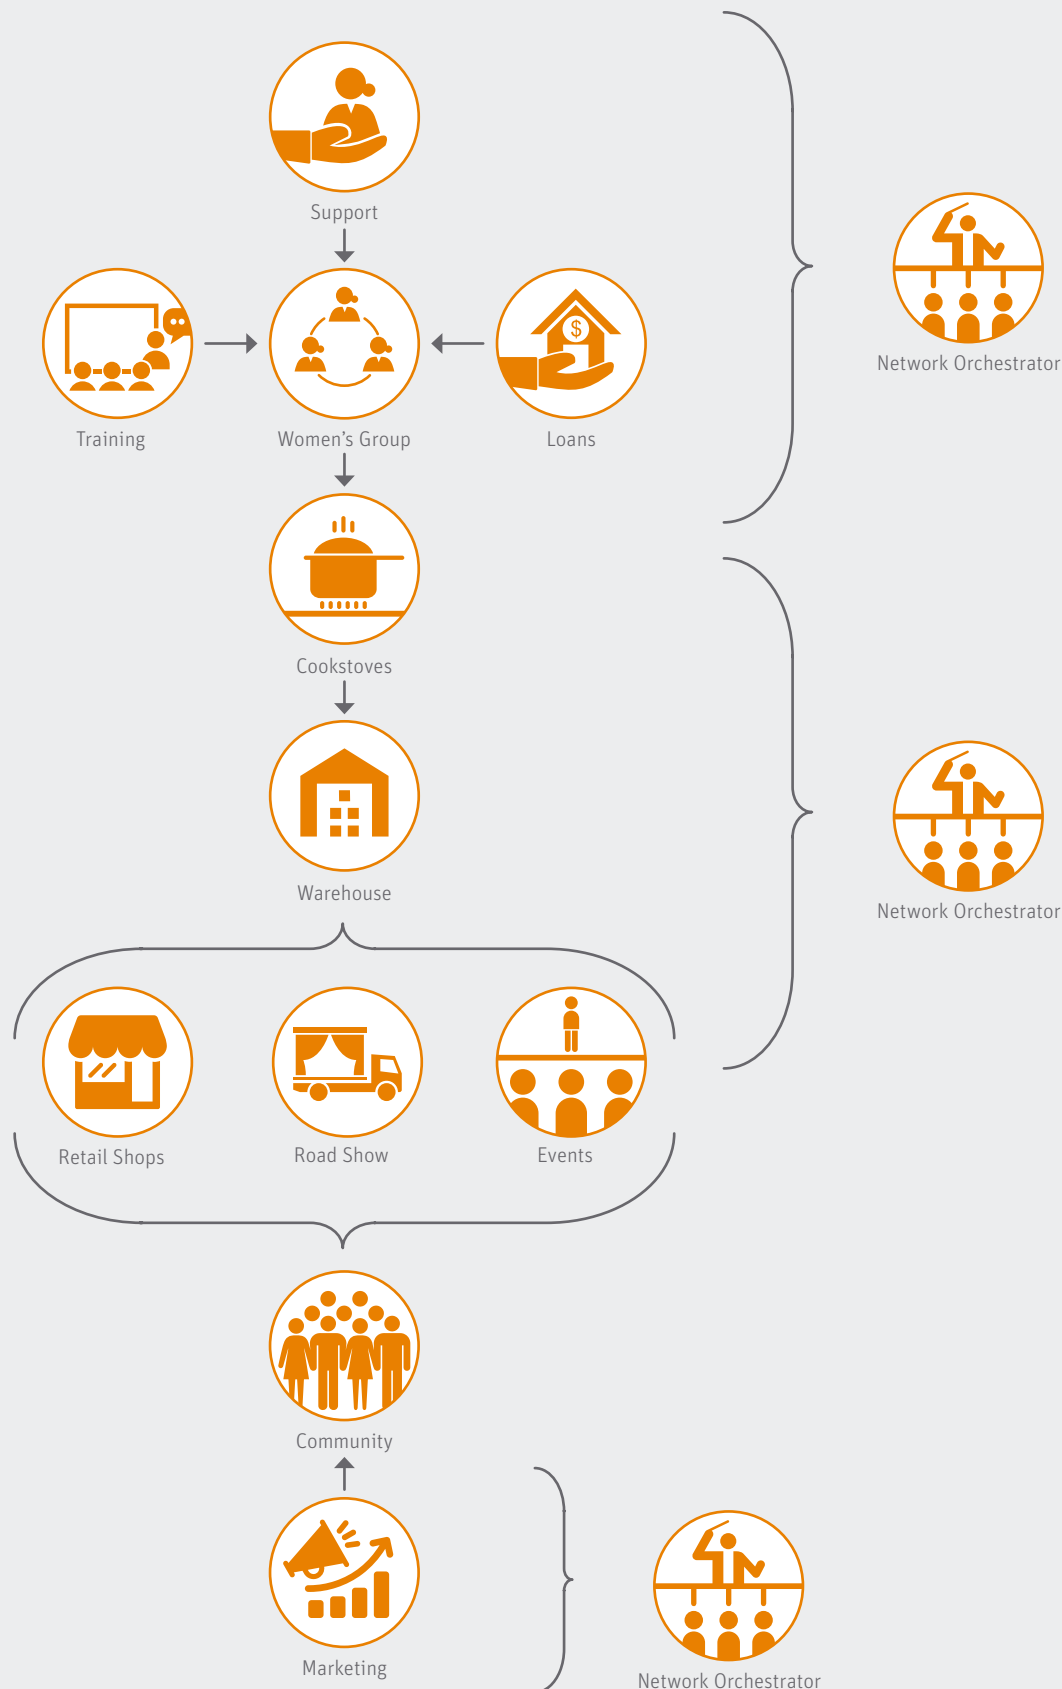 Support
Network Orchestrator
Training
Women's Group
Loans
Cookstoves
Warehouse
Network Orchestrator
Retail Shops
Road Show
Events
Community
Marketing
Network Orchestrator
$